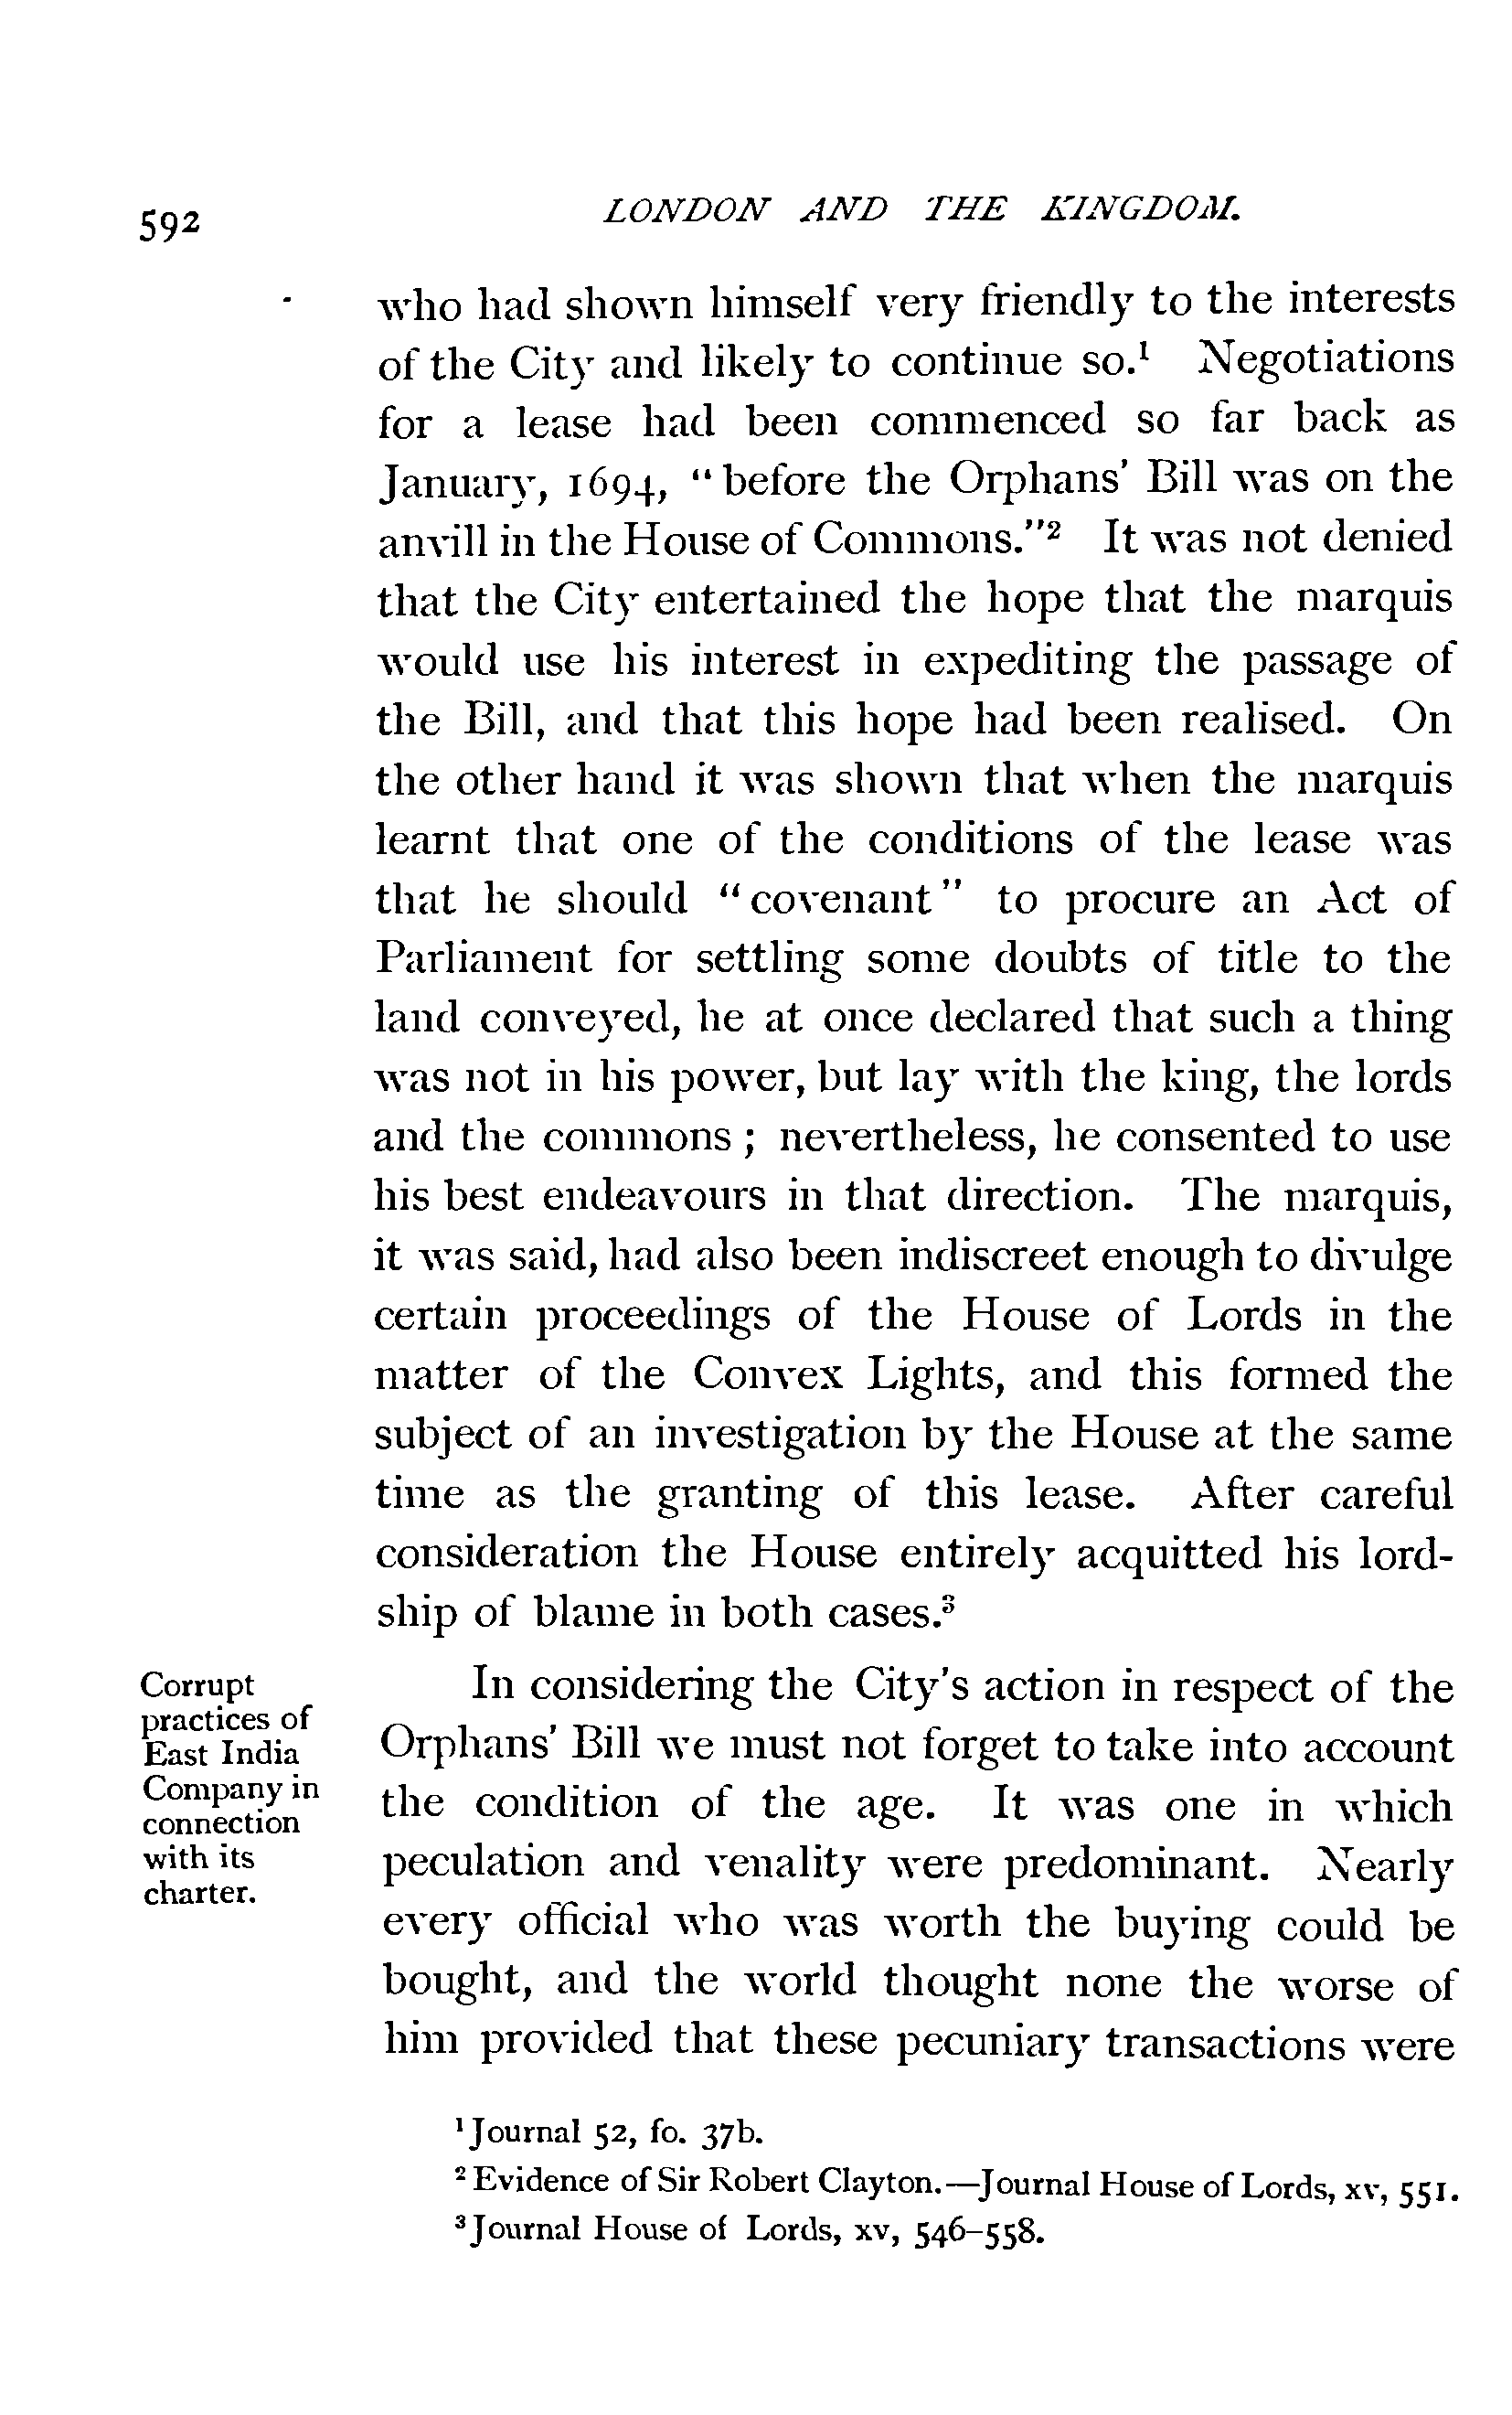 592
LONDON AND THE KINGDOM.
who had shown himself very friendly to the interests
of the City and likely to continue so.¹ Negotiations
for a lease had been commenced so far back as
January, 1694, "before the Orphans' Bill was on the
anvill in the House of Commons."² It was not denied
that the City entertained the hope that the marquis
would use his interest in expediting the passage of
the Bill, and that this hope had been realised. On
the other hand it was shown that when the marquis
learnt that one of the conditions of the lease was
that he should "covenant" to procure an Act of
Parliament for settling some doubts of title to the
land conveyed, he at once declared that such a thing
was not in his power, but lay with the king, the lords
and the commons; nevertheless, he consented to use
his best endeavours in that direction. The marquis,
it was said, had also been indiscreet enough to divulge
certain proceedings of the House of Lords in the
matter of the Convex Lights, and this formed the
subject of an investigation by the House at the same
time as the granting of this lease. After careful
consideration the House entirely acquitted his lord-
ship of blame in both cases.³
Corrupt
practices of
East India
Company in
connection
with its
charter.
In considering the City's action in respect of the
Orphans' Bill we must not forget to take into account
the condition of the age. It was one in which
peculation and venality were predominant. Nearly
every official who was worth the buying could be
bought, and the world thought none the worse of
him provided that these pecuniary transactions were
¹ Journal 52, fo. 37b.
² Evidence of Sir Robert Clayton.—Journal House of Lords, xv, 551.
³ Journal House of Lords, xv, 546–558.